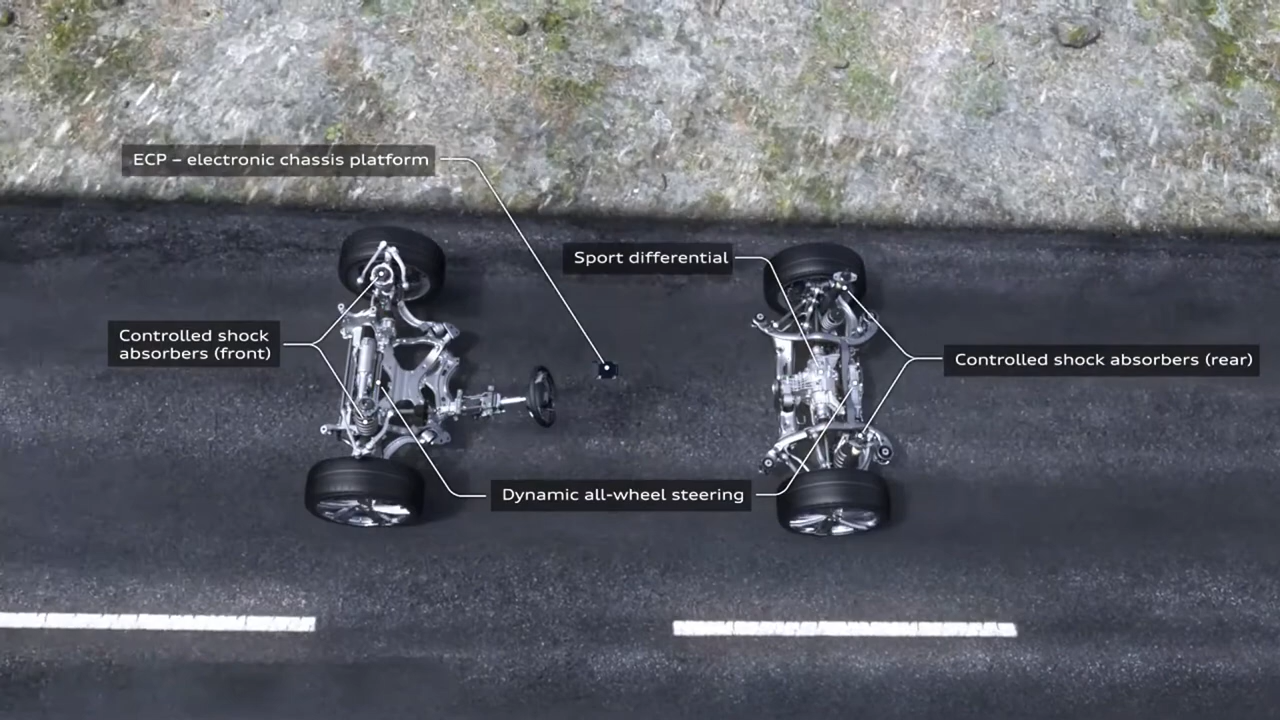 ECP – electronic chassis platform
Sport differential
Controlled shock
absorbers (front)
Controlled shock absorbers (rear)
Dynamic all-wheel steering